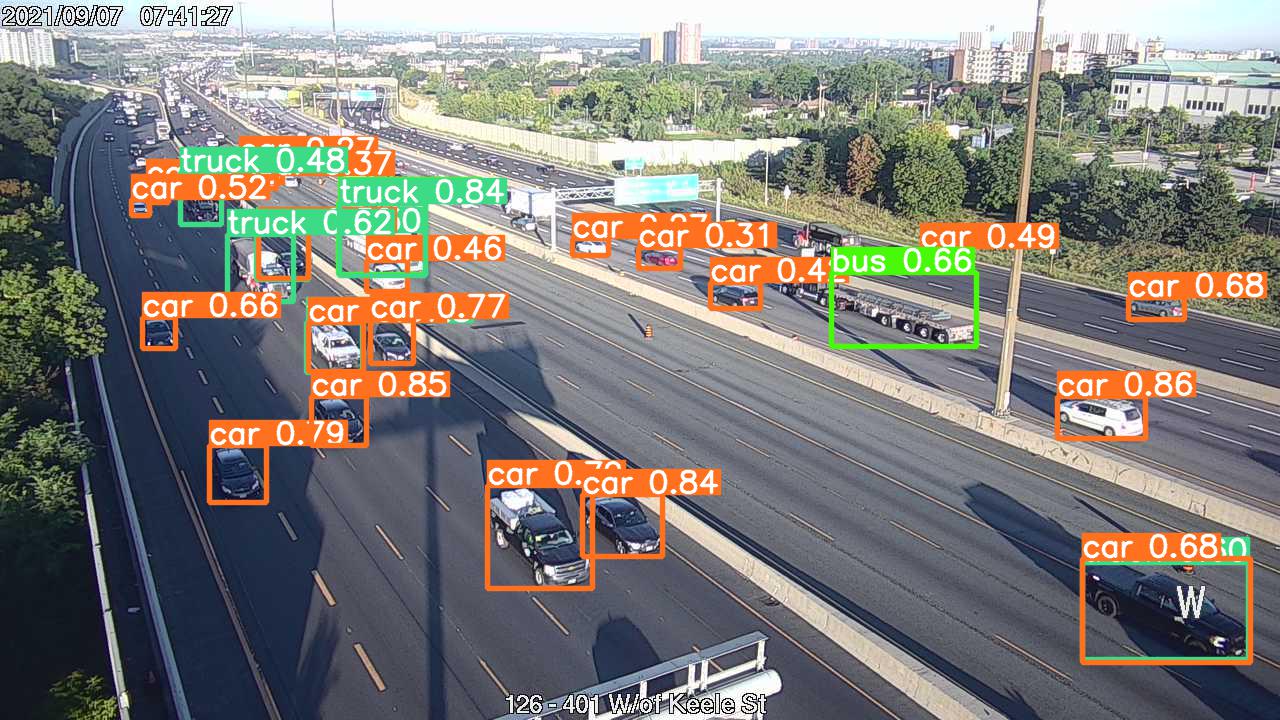 2021/09/07 07:41:27
truck 0.48
car 0.52
truck 0.84
truck 0.62
car 0.46
car 0.31
car 0.49
bus 0.66
car 0.68
car 0.66
car
car 0.77
car 0.85
car 0.86
car 0.79
car
car 0.84
car 0.68
W
126 - 401 W/of Keele St